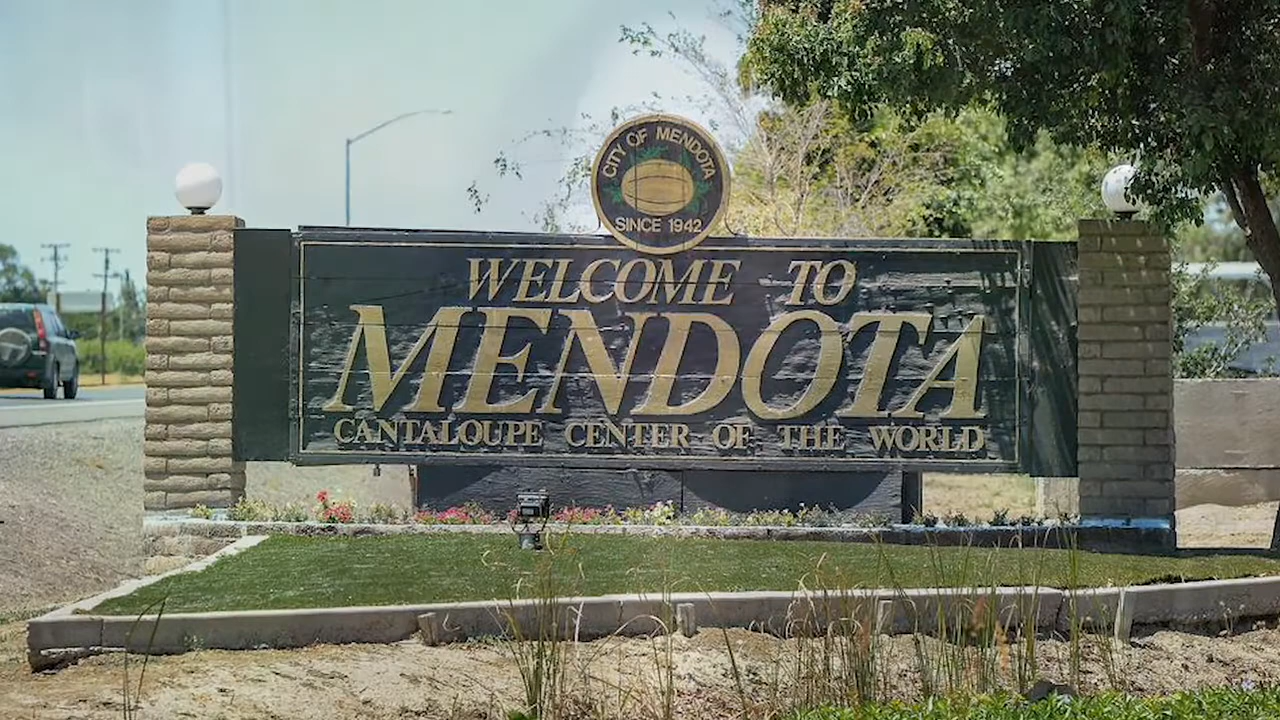 CITY OF MENDOTA
SINCE 1942
WELCOME TO
MENDOTA
CANTALOUPE CENTER OF THE WORLD